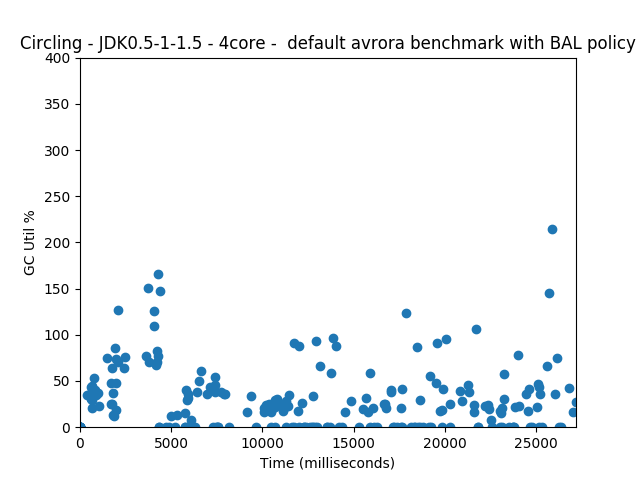 Circling - JDK0.5-1-1.5 - 4core -  default avrora benchmark with BAL policy
400
350
300
250
200
150
100
50
0
GC Util %
0 5000 10000 15000 20000 25000
Time (milliseconds)